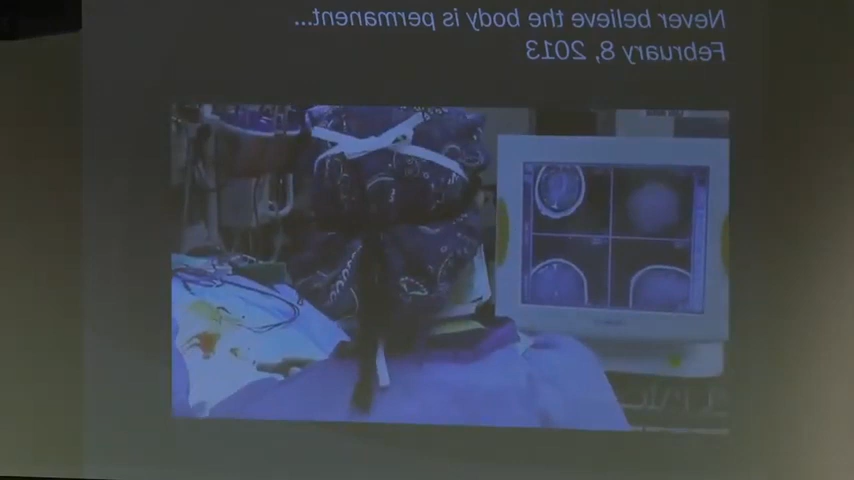 Never believe the body is permanent...
February 8, 2013